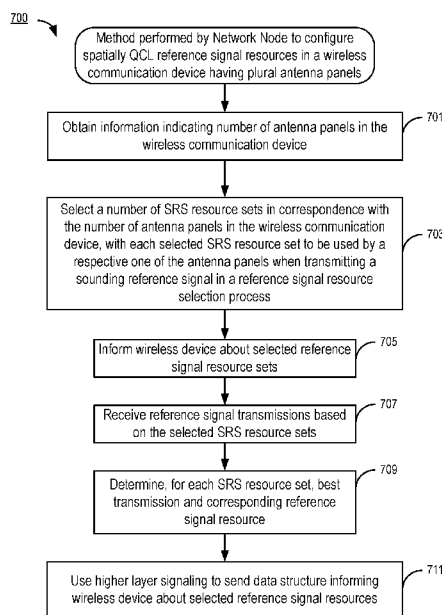 700
Method performed by Network Node to configure
spatially QCL reference signal resources in a wireless
communication device having plural antenna panels
Obtain information indicating number of antenna panels in the
wireless communication device
701
Select a number of SRS resource sets in correspondence with
the number of antenna panels in the wireless communication
device, with each selected SRS resource set to be used by a
respective one of the antenna panels when transmitting a
sounding reference signal in a reference signal resource
selection process
703
Inform wireless device about selected reference
signal resource sets
705
Receive reference signal transmissions based
on the selected SRS resource sets
707
Determine, for each SRS resource set, best
transmission and corresponding reference
signal resource
709
Use higher layer signaling to send data structure informing
wireless device about selected reference signal resources
711